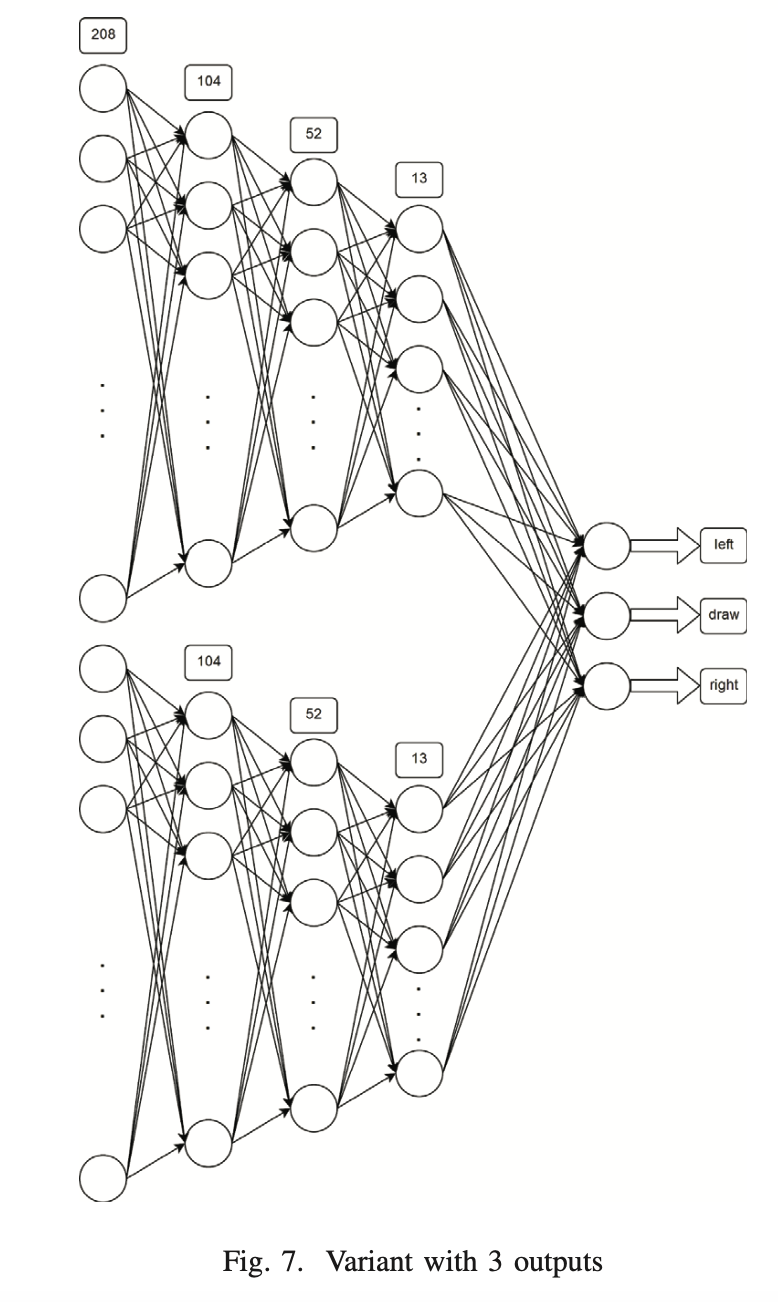 208
104
52
13
left
draw
right
104
52
13
Fig. 7. Variant with 3 outputs